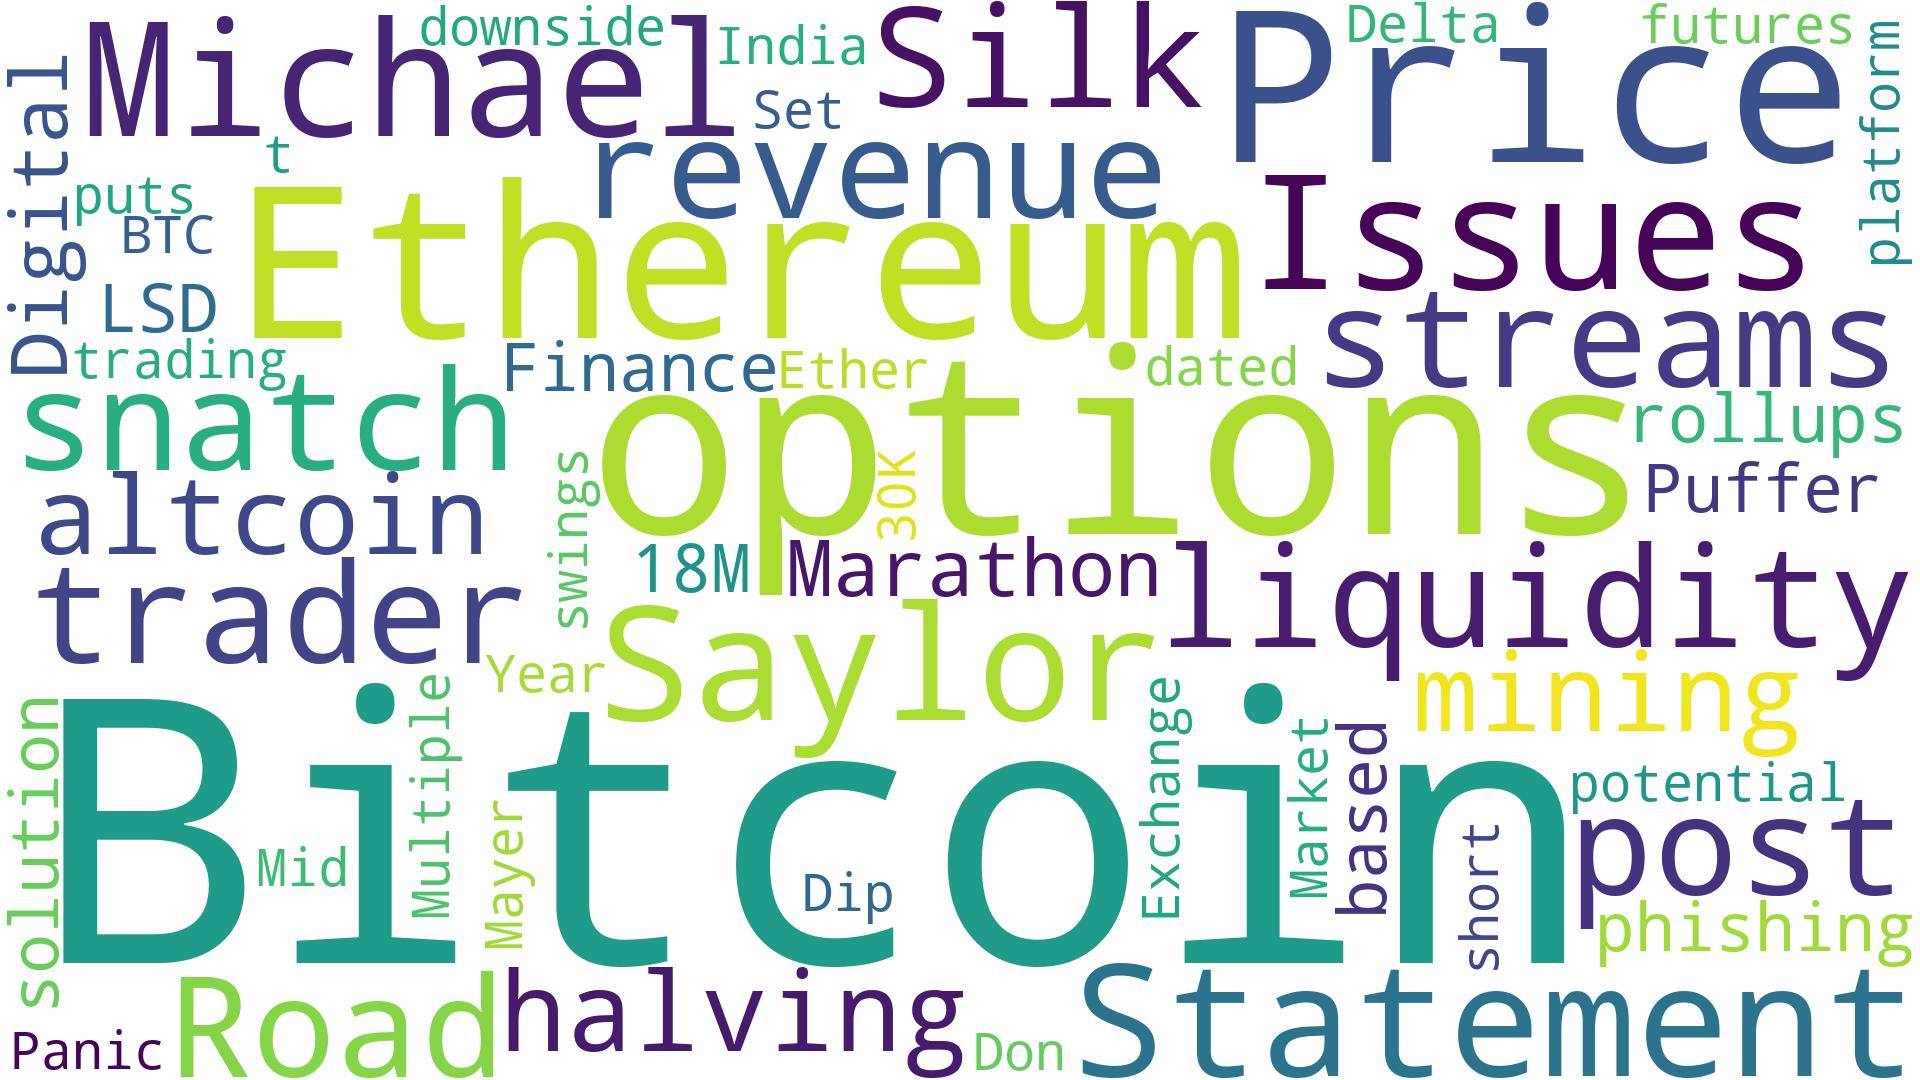 Michael
downside
India
Silk
Price
Delta
futures
platform
Digital
Set
t
revenue
puts
BTC
Ethereum
Issues
LSD
streams
trading
Finance
Ether
dated
snatch
options
rollups
altcoin
swings
30K
Puffer
trader
18M
Marathon
liquidity
Year
Saylor
mining
solution
Bitcoin
Multiple
Exchange
Market
based
potential
Mid
Mayer
Dip
short
post
phishing
Road
halving
Statement
Panic
Don